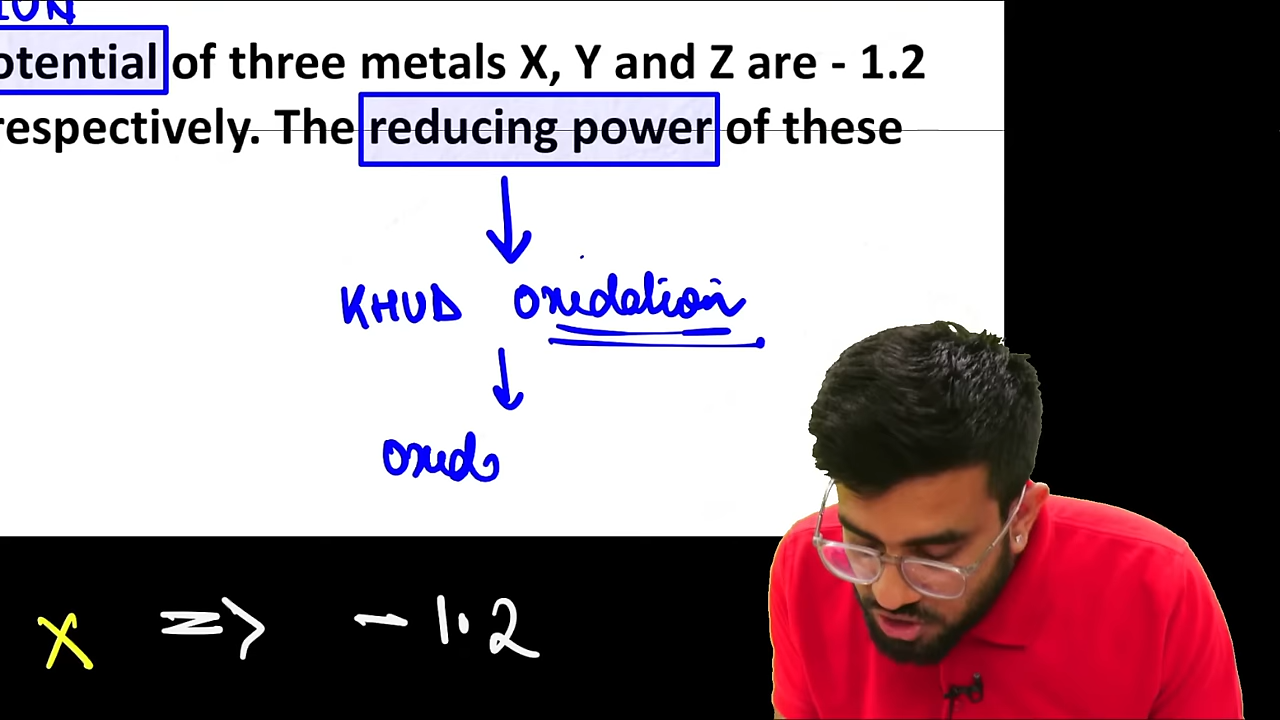 ION
otential of three metals X, Y and Z are - 1.2
respectively. The reducing power of these
KHUD oxidation
oxid
X => - 1.2